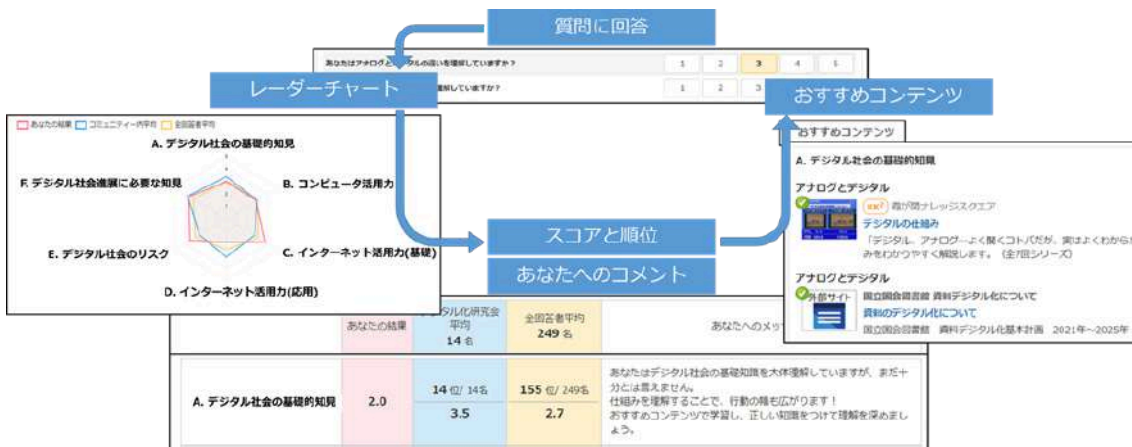 質問に回答
あなたはアナログとデジタルの違いを理解していますか？ 1 2 3 4 5
理解していますか？ 1 2 3
レーダーチャート
あなたの結果 コミュニティー内平均 全回答者平均
A. デジタル社会の基礎的知見
B. コンピュータ活用力
C. インターネット活用力(基礎)
D. インターネット活用力(応用)
E. デジタル社会のリスク
F. デジタル社会進展に必要な知見
スコアと順位
あなたへのコメント
おすすめコンテンツ
おすすめコンテンツ
A. デジタル社会の基礎的知見
アナログとデジタル
霞が関ナレッジスクエア
デジタルの仕組み
「デジタル、アナログ…よく聞くコトバだが、実はよくわから
みをわかりやすく解説します。（全7回シリーズ）
アナログとデジタル
外部サイト
国立国会図書館 資料デジタル化について
資料のデジタル化について
国立国会図書館 資料デジタル化基本計画 2021年～2025年
あなたの結果
タル化研究会
平均
14 名
全回答者平均
249 名
あなたへのメッ
A. デジタル社会の基礎的知見
2.0
14 位/ 14名
3.5
155 位/ 249名
2.7
あなたはデジタル社会の基礎知識を大体理解していますが、まだ十
分とは言えません。
仕組みを理解することで、行動の幅も広がります！
おすすめコンテンツで学習し、正しい知識をつけて理解を深めまし
ょう。